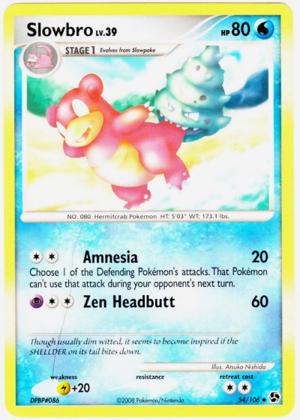 Slowbro LV.39 HP 80
STAGE 1 Evolves from Slowpoke
NO. 080 Hermitcrab Pokémon HT: 5'03" WT: 173.1 lbs.
Amnesia 20
Choose 1 of the Defending Pokémon's attacks. That Pokémon
can't use that attack during your opponent's next turn.
Zen Headbutt 60
Though usually dim witted, it seems to become inspired if the
SHELLDER on its tail bites down.
Illus. Atsuko Nishida
weakness resistance retreat cost
+20
DPBP#086 ©2008 Pokémon/Nintendo 54/106